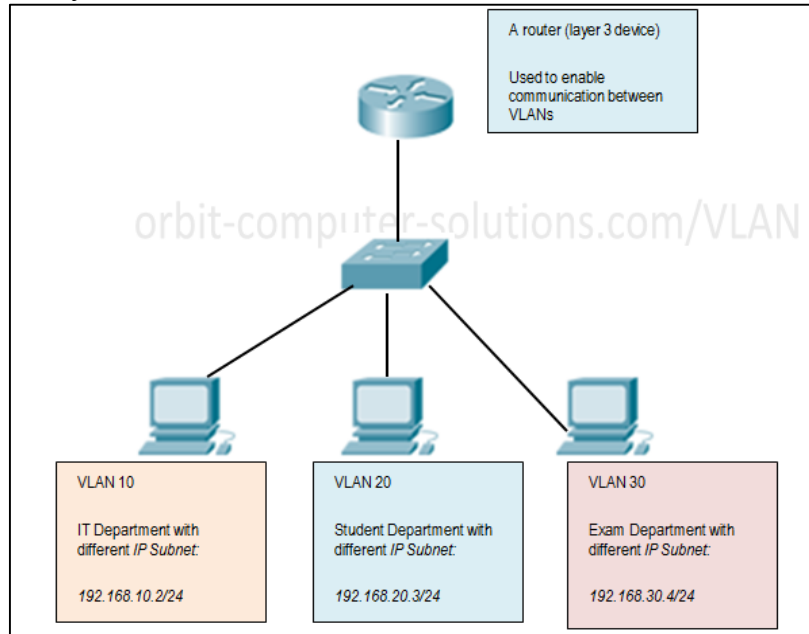 A router (layer 3 device)
Used to enable
communication between
VLANs
orbit-computer-solutions.com/VLAN
VLAN 10
IT Department with
different IP Subnet:
192.168.10.2/24
VLAN 20
Student Department with
different IP Subnet:
192.168.20.3/24
VLAN 30
Exam Department with
different IP Subnet:
192.168.30.4/24